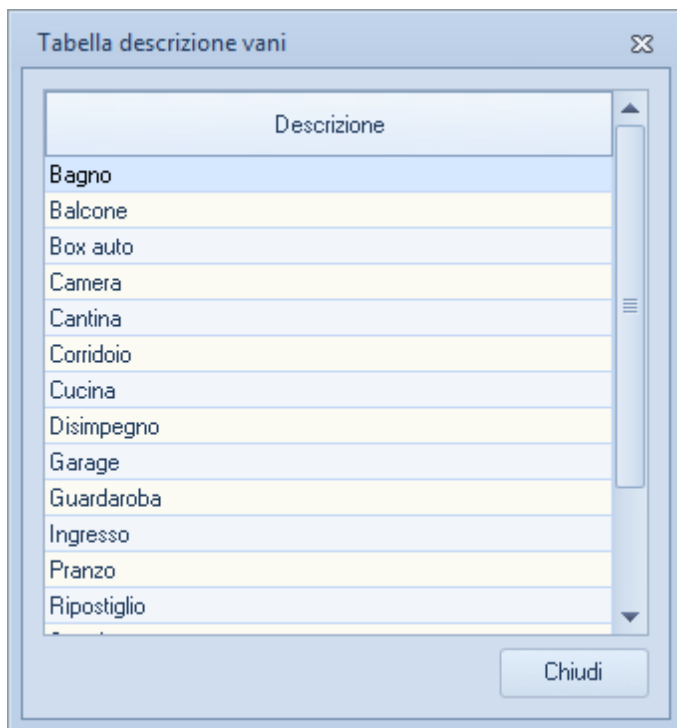 Tabella descrizione vani
Descrizione
Bagno
Balcone
Box auto
Camera
Cantina
Corridoio
Cucina
Disimpegno
Garage
Guardaroba
Ingresso
Pranzo
Ripostiglio
Chiudi